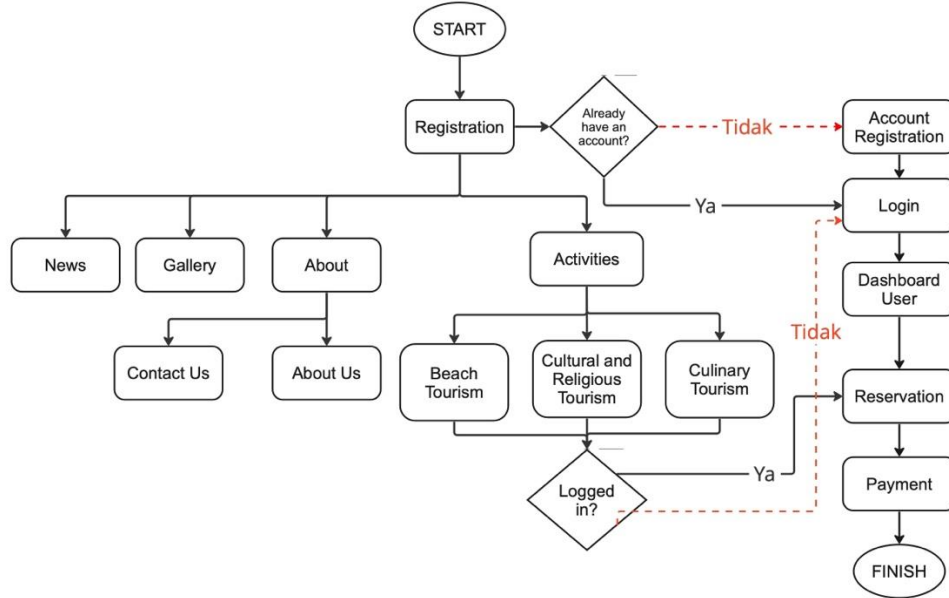 START
Registration
Already
have an
account?
Tidak
Account
Registration
Ya
Login
News
Gallery
About
Activities
Dashboard
User
Tidak
Contact Us
About Us
Beach
Tourism
Cultural and
Religious
Tourism
Culinary
Tourism
Reservation
Logged
in?
Ya
Payment
FINISH